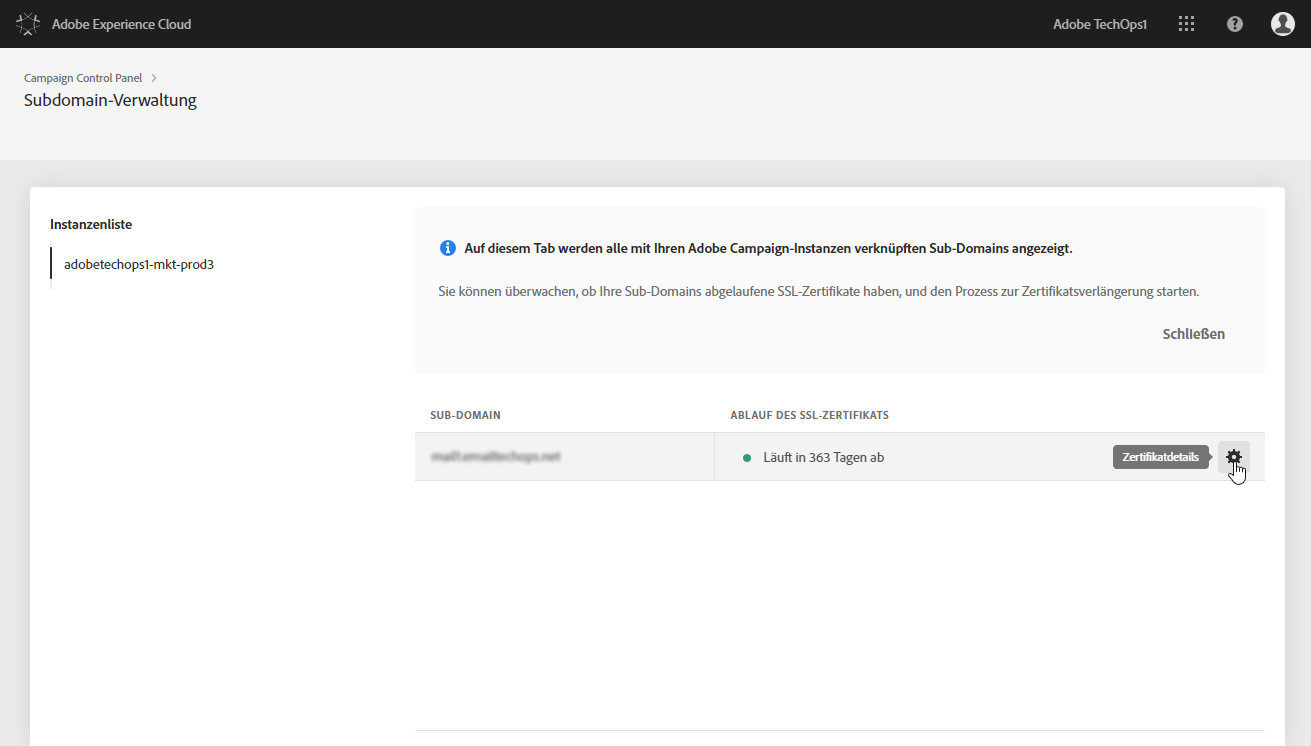 Adobe Experience Cloud
Adobe TechOps1
Campaign Control Panel
Subdomain-Verwaltung
Instanzenliste
adobetechops1-mkt-prod3
Auf diesem Tab werden alle mit Ihren Adobe Campaign-Instanzen verknüpften Sub-Domains angezeigt.
Sie können überwachen, ob Ihre Sub-Domains abgelaufene SSL-Zertifikate haben, und den Prozess zur Zertifikatsverlängerung starten.
Schließen
SUB-DOMAIN
ABLAUF DES SSL-ZERTIFIKATS
Läuft in 363 Tagen ab
Zertifikatdetails